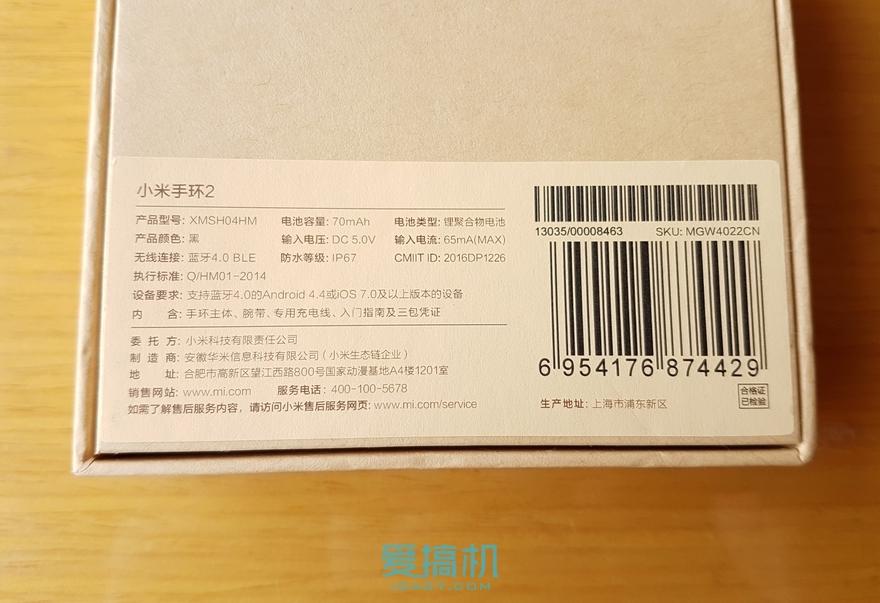 小米手环2
产品型号: XMSH04HM 电池容量: 70mAh 电池类型: 锂聚合物电池
产品颜色: 黑 输入电压: DC 5.0V 输入电流: 65mA(MAX)
无线连接: 蓝牙4.0 BLE 防水等级: IP67 CMIIT ID: 2016DP1226
执行标准: Q/HM01-2014
设备要求: 支持蓝牙4.0的Android 4.4或iOS 7.0及以上版本的设备
内 含: 手环主体、腕带、专用充电线、入门指南及三包凭证
委 托 方: 小米科技有限责任公司
制 造 商: 安徽华米信息科技有限公司（小米生态链企业）
地 址: 合肥市高新区望江西路800号国家动漫基地A4楼1201室
销售网站: www.mi.com 服务电话: 400-100-5678
如需了解售后服务内容，请访问小米售后服务网页: www.mi.com/service
13035/00008463 SKU: MGW4022CN
6 954176 874429
生产地址: 上海市浦东新区
合格证
已检验
爱搞机